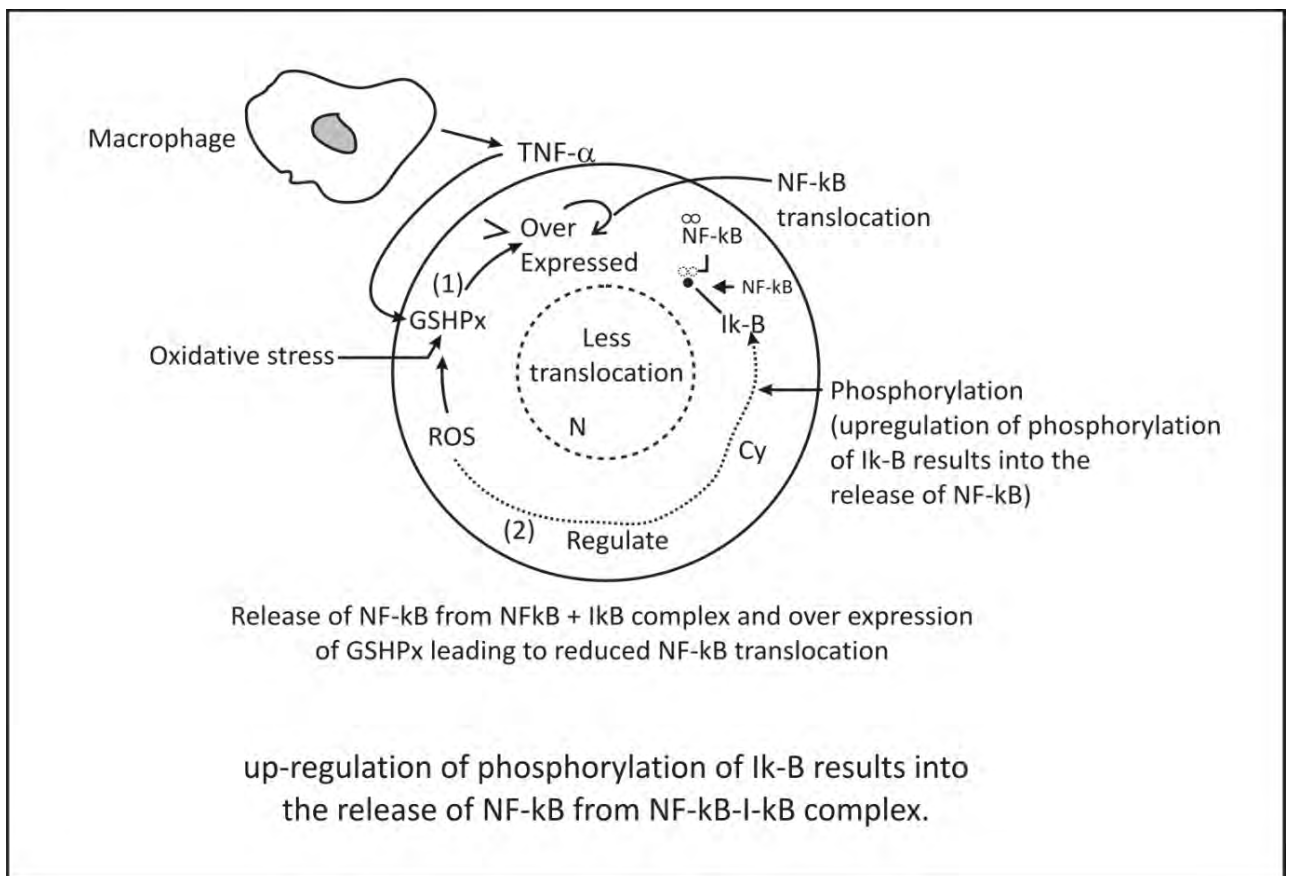 Macrophage
TNF-α
NF-kB
translocation
∞
NF-kB
> Over
Expressed
(1)
NF-kB
GSHPx
Ik-B
Oxidative stress
Less
translocation
N
ROS
Cy
Phosphorylation
(upregulation of phosphorylation
of Ik-B results into the
release of NF-kB)
(2)
Regulate
Release of NF-kB from NFkB + IkB complex and over expression
of GSHPx leading to reduced NF-kB translocation
up-regulation of phosphorylation of Ik-B results into
the release of NF-kB from NF-kB-I-kB complex.